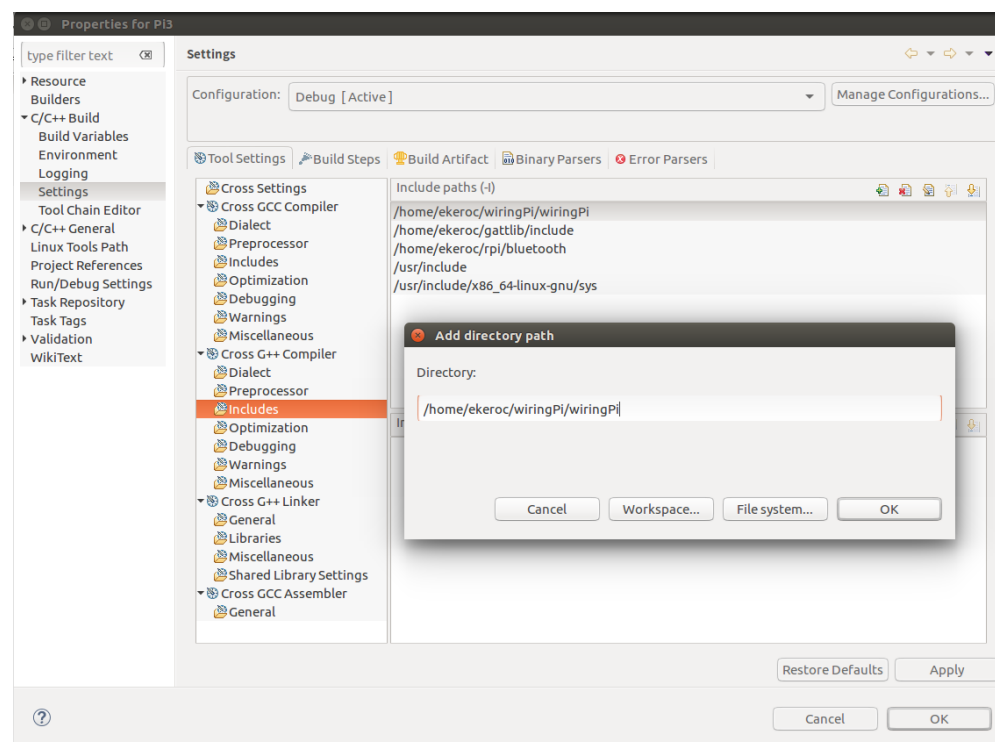 Properties for Pi3
type filter text
Settings
Resource
Builders
C/C++ Build
Build Variables
Environment
Logging
Settings
Tool Chain Editor
C/C++ General
Linux Tools Path
Project References
Run/Debug Settings
Task Repository
Task Tags
Validation
WikiText
Configuration: Debug [Active]
Manage Configurations...
Tool Settings Build Steps Build Artifact Binary Parsers Error Parsers
Cross Settings
Cross GCC Compiler
Dialect
Preprocessor
Includes
Optimization
Debugging
Warnings
Miscellaneous
Cross G++ Compiler
Dialect
Preprocessor
Includes
Optimization
Debugging
Warnings
Miscellaneous
Cross G++ Linker
General
Libraries
Miscellaneous
Shared Library Settings
Cross GCC Assembler
General
Include paths (-I)
/home/ekeroc/wiringPi/wiringPi
/home/ekeroc/gattlib/include
/home/ekeroc/rpi/bluetooth
/usr/include
/usr/include/x86_64-linux-gnu/sys
Add directory path
Directory:
/home/ekeroc/wiringPi/wiringPi
Cancel Workspace... File system... OK
Restore Defaults Apply
Cancel OK